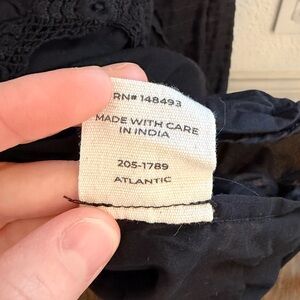 RN# 148493
MADE WITH CARE
IN INDIA
205-1789
ATLANTIC